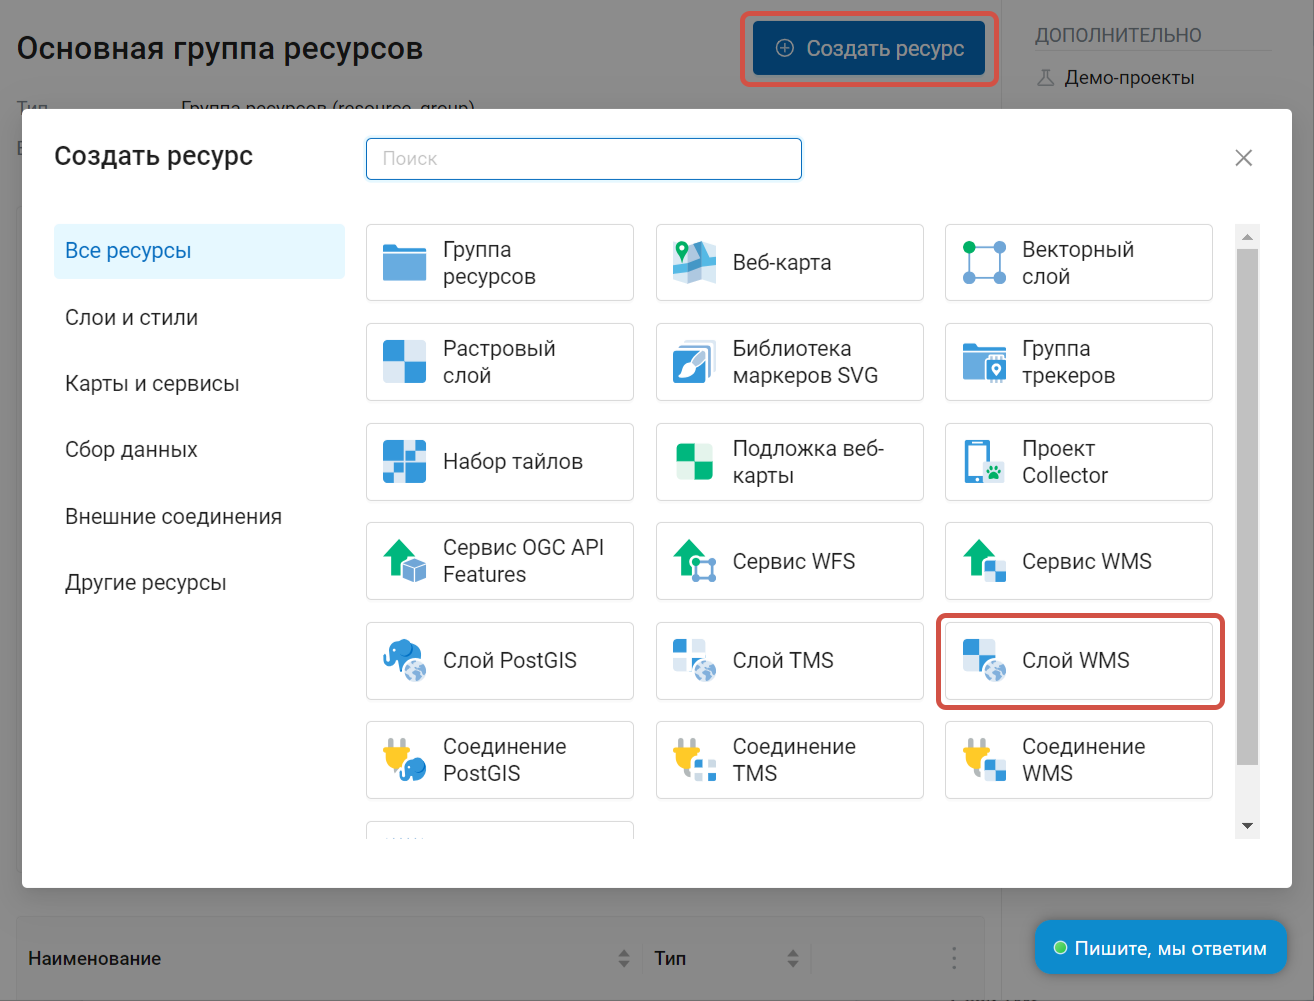 Основная группа ресурсов
Создать ресурс
ДОПОЛНИТЕЛЬНО
Демо-проекты
Тип
Группа ресурсов (resource_group)
Создать ресурс
Поиск
Все ресурсы
Слои и стили
Карты и сервисы
Сбор данных
Внешние соединения
Другие ресурсы
Группа
ресурсов
Веб-карта
Векторный
слой
Растровый
слой
Библиотека
маркеров SVG
Группа
трекеров
Набор тайлов
Подложка веб-
карты
Проект
Collector
Сервис OGC API
Features
Сервис WFS
Сервис WMS
Слой PostGIS
Слой TMS
Слой WMS
Соединение
PostGIS
Соединение
TMS
Соединение
WMS
Наименование
Тип
Пишите, мы ответим